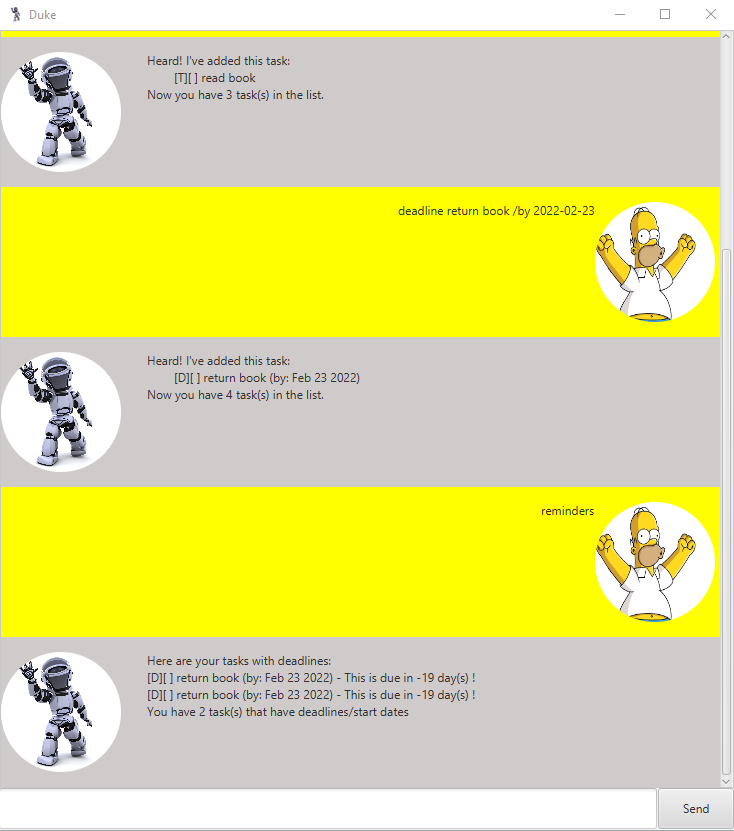 Duke
Heard! I've added this task:
[T][ ] read book
Now you have 3 task(s) in the list.
deadline return book /by 2022-02-23
Heard! I've added this task:
[D][ ] return book (by: Feb 23 2022)
Now you have 4 task(s) in the list.
reminders
Here are your tasks with deadlines:
[D][ ] return book (by: Feb 23 2022) - This is due in -19 day(s) !
[D][ ] return book (by: Feb 23 2022) - This is due in -19 day(s) !
You have 2 task(s) that have deadlines/start dates
Send